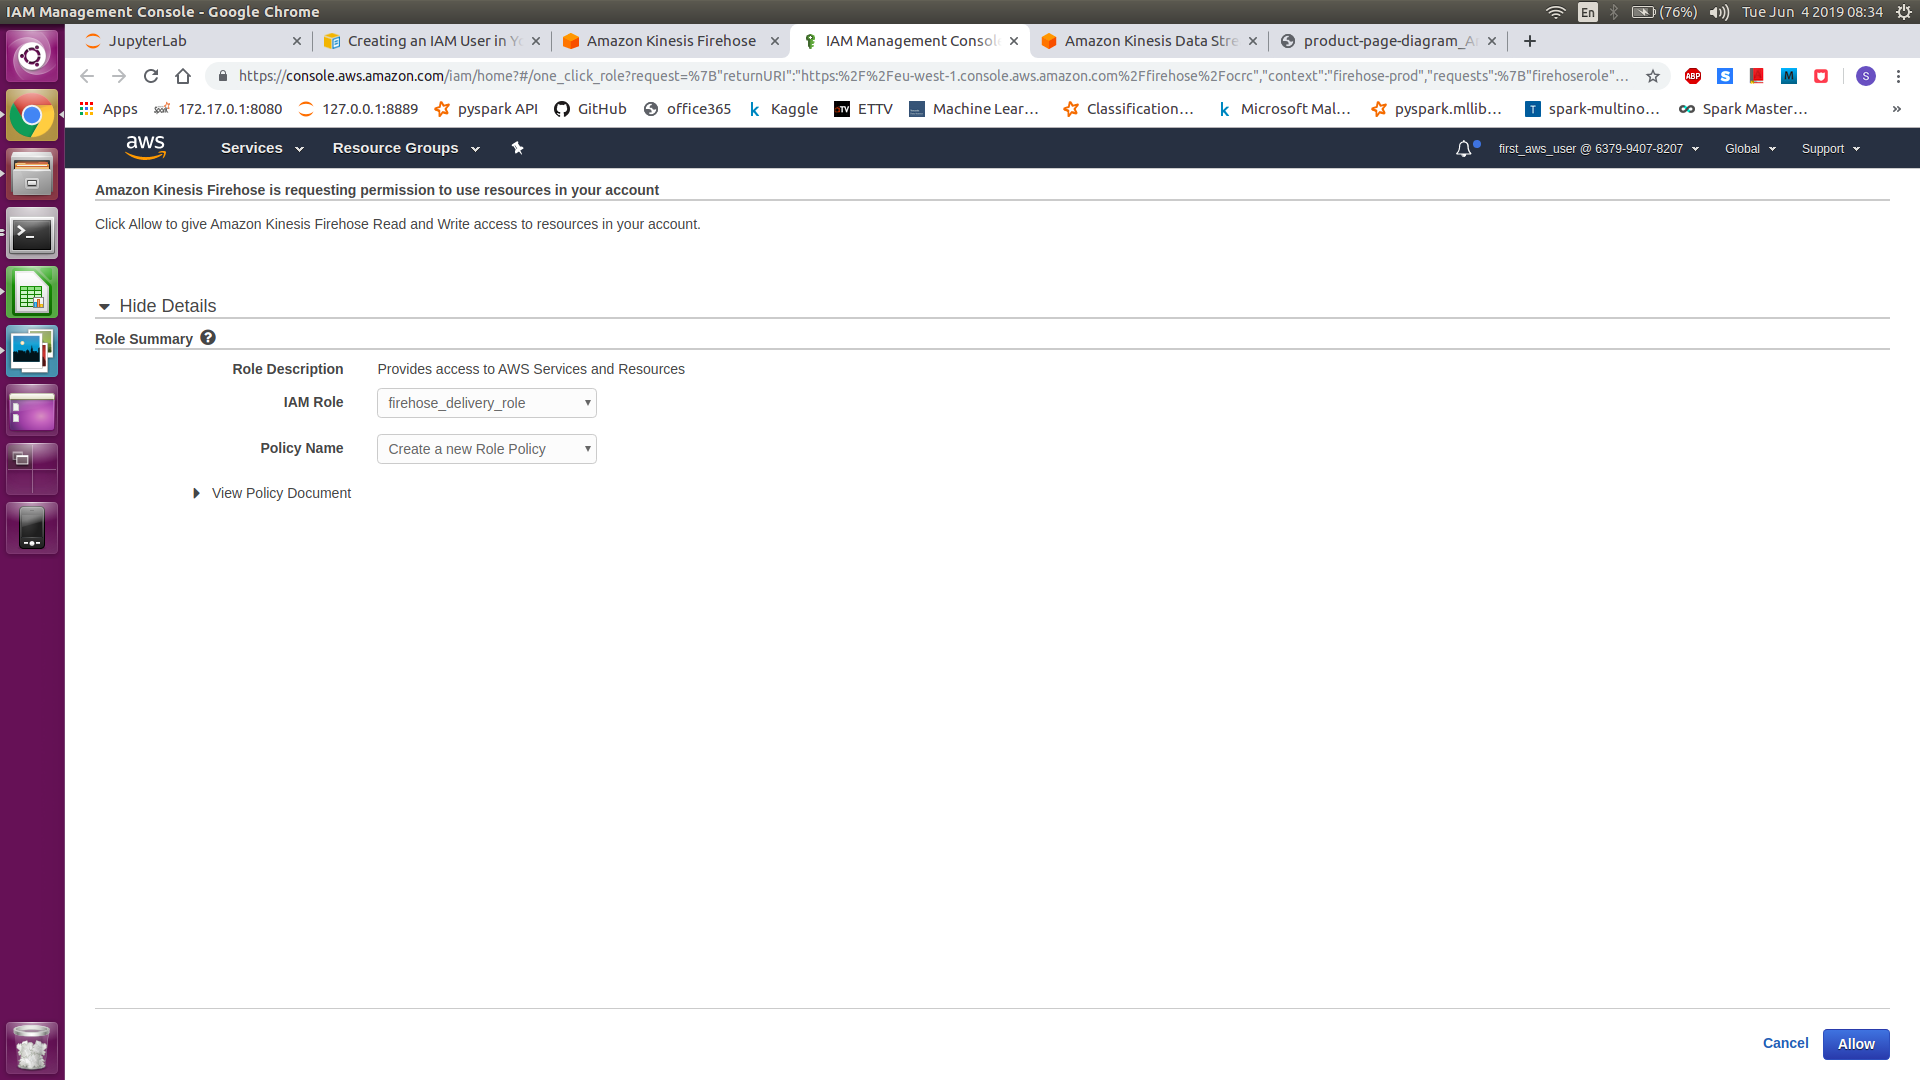 IAM Management Console - Google Chrome
En
(76%)
Tue Jun 4 2019 08:34
JupyterLab
Creating an IAM User in Yo
Amazon Kinesis Firehose
IAM Management Consol
Amazon Kinesis Data Stre
product-page-diagram_A
https://console.aws.amazon.com/iam/home?#/one_click_role?request=%7B"returnURI":"https:%2F%2Feu-west-1.console.aws.amazon.com%2Ffirehose%2Focrc","context":"firehose-prod","requests":%7B"firehoserole"...
ABP
S
M
S
Apps
Spark
172.17.0.1:8080
127.0.0.1:8889
pyspark API
GitHub
office365
k
Kaggle
TV
ETTV
Machine Lear...
Classification...
k
Microsoft Mal...
pyspark.mllib...
T
spark-multino...
Spark Master...
»
aws
Services
Resource Groups
first_aws_user @ 6379-9407-8207
Global
Support
Amazon Kinesis Firehose is requesting permission to use resources in your account
Click Allow to give Amazon Kinesis Firehose Read and Write access to resources in your account.
Hide Details
Role Summary ?
Role Description
Provides access to AWS Services and Resources
IAM Role
firehose_delivery_role
Policy Name
Create a new Role Policy
View Policy Document
Cancel
Allow